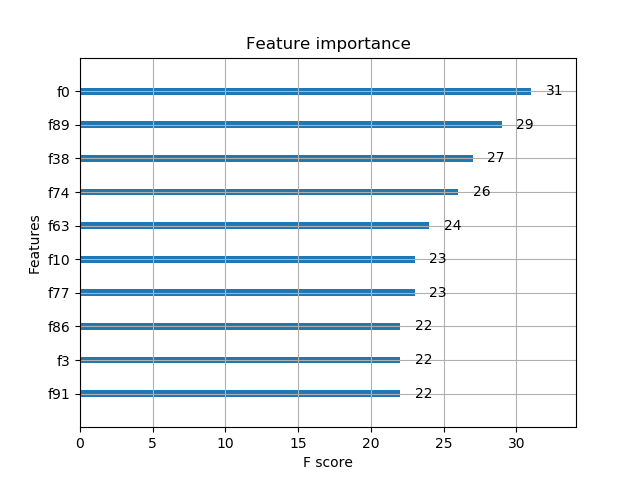 Feature importance
f0 31
f89 29
f38 27
f74 26
f63 24
f10 23
f77 23
f86 22
f3 22
f91 22
Features
0 5 10 15 20 25 30
F score